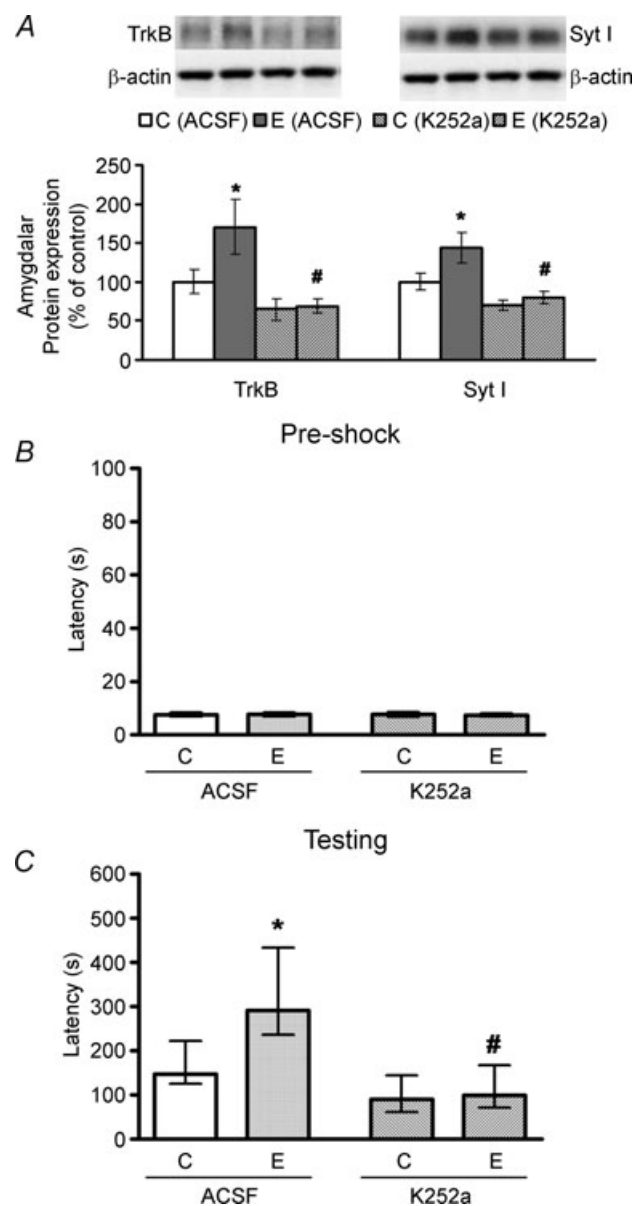 A
TrkB
Syt I
β-actin
β-actin
C (ACSF) E (ACSF) C (K252a) E (K252a)
Amygdalar
Protein expression
(% of control)
250
200
150
100
50
0
*
#
*
#
TrkB
Syt I
B
Pre-shock
Latency (s)
100
80
60
40
20
0
C
E
C
E
ACSF
K252a
C
Testing
Latency (s)
600
500
400
300
200
100
0
*
#
C
E
C
E
ACSF
K252a